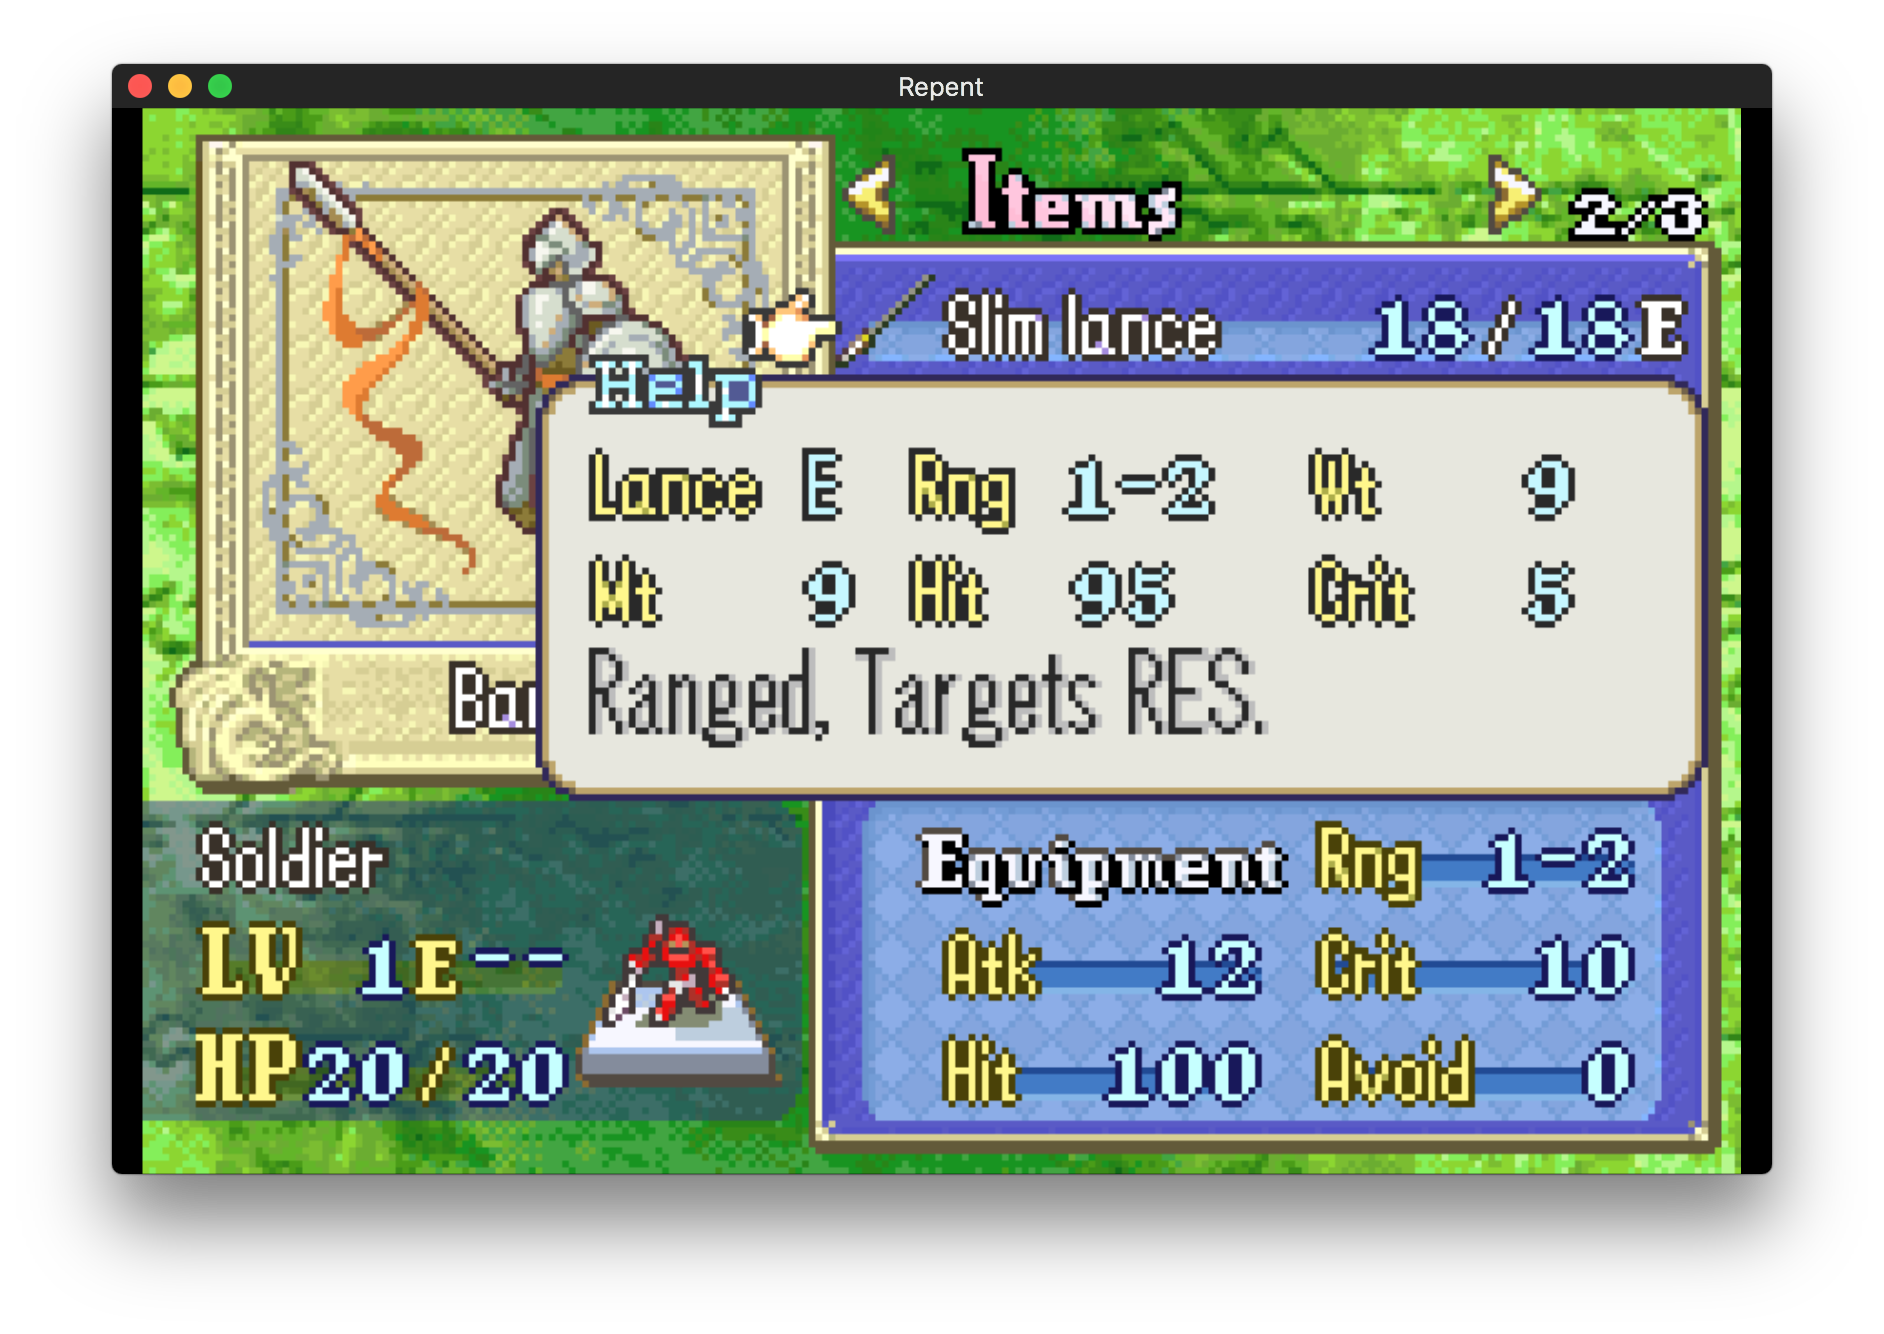 Repent
Items
2/3
Slim lance 18/18 E
Help
Lance E Rng 1-2 Wt 9
Mt 9 Hit 95 Crit 5
Ranged, Targets RES.
Soldier
LV 1 E --
HP 20/20
Equipment Rng 1-2
Atk 12 Crit 10
Hit 100 Avoid 0